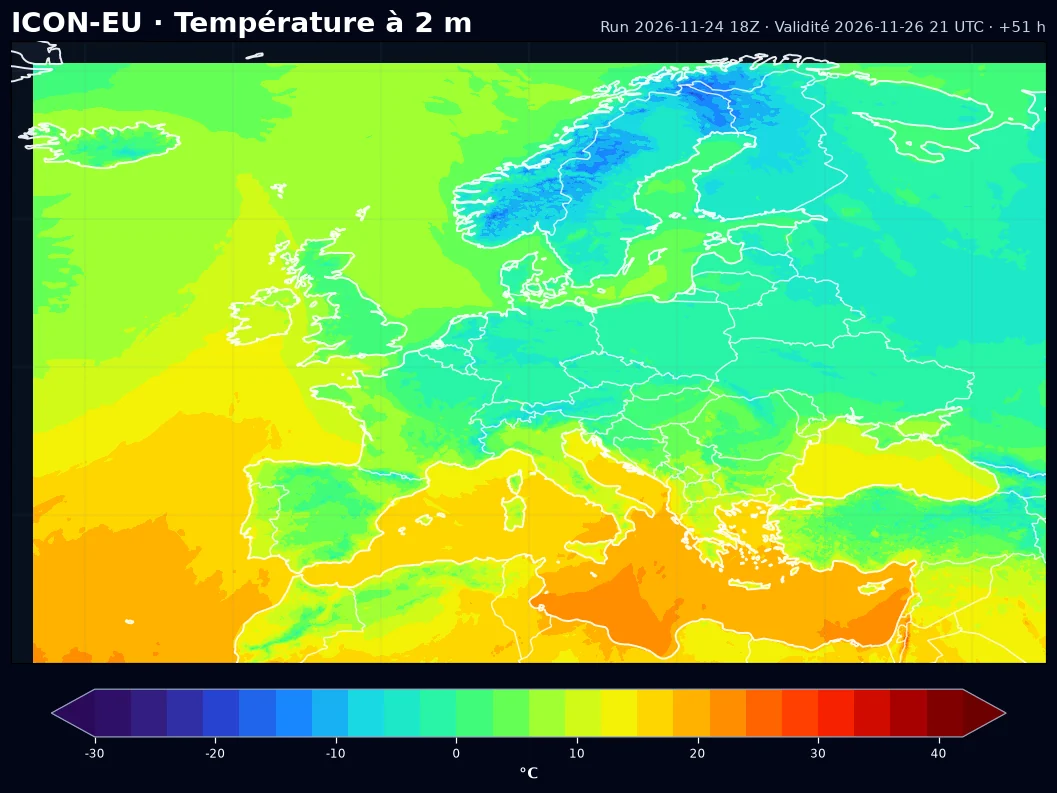 ICON-EU · Température à 2 m
Run 2026-11-24 18Z · Validité 2026-11-26 21 UTC · +51 h
-30 -20 -10 0 10 20 30 40
°C